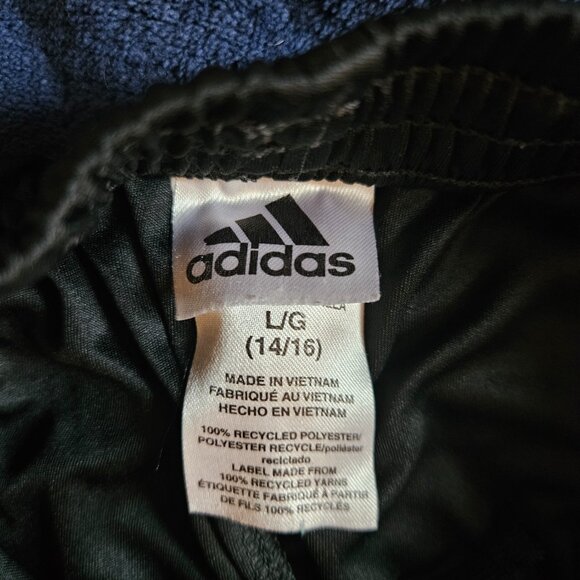 adidas
L/G
(14/16)
MADE IN VIETNAM
FABRIQUÉ AU VIETNAM
HECHO EN VIETNAM
100% RECYCLED POLYESTER/
POLYESTER RECYCLE/poliéster
reciclado
LABEL MADE FROM
100% RECYCLED YARNS
ÉTIQUETTE FABRIQUÉ À PARTIR
DE FILS 100% RECYCLÉS